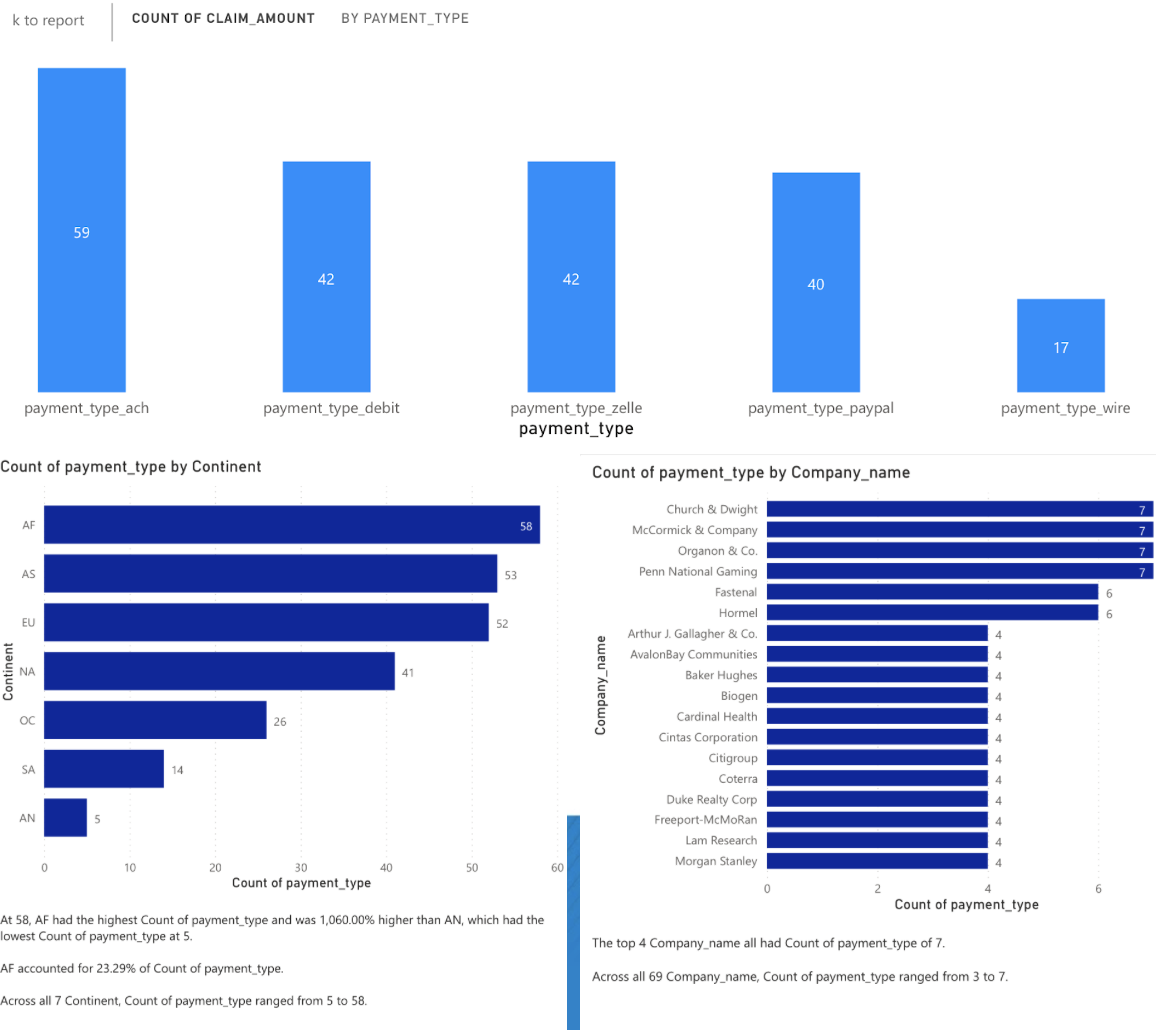 k to report
COUNT OF CLAIM_AMOUNT BY PAYMENT_TYPE
59
42
42
40
17
payment_type_ach
payment_type_debit
payment_type_zelle
payment_type_paypal
payment_type_wire
payment_type
Count of payment_type by Continent
Continent
AF 58
AS 53
EU 52
NA 41
OC 26
SA 14
AN 5
0 10 20 30 40 50 60
Count of payment_type
At 58, AF had the highest Count of payment_type and was 1,060.00% higher than AN, which had the
lowest Count of payment_type at 5.
AF accounted for 23.29% of Count of payment_type.
Across all 7 Continent, Count of payment_type ranged from 5 to 58.
Count of payment_type by Company_name
Company_name
Church & Dwight 7
McCormick & Company 7
Organon & Co. 7
Penn National Gaming 7
Fastenal 6
Hormel 6
Arthur J. Gallagher & Co. 4
AvalonBay Communities 4
Baker Hughes 4
Biogen 4
Cardinal Health 4
Cintas Corporation 4
Citigroup 4
Coterra 4
Duke Realty Corp 4
Freeport-McMoRan 4
Lam Research 4
Morgan Stanley 4
0 2 4 6
Count of payment_type
The top 4 Company_name all had Count of payment_type of 7.
Across all 69 Company_name, Count of payment_type ranged from 3 to 7.